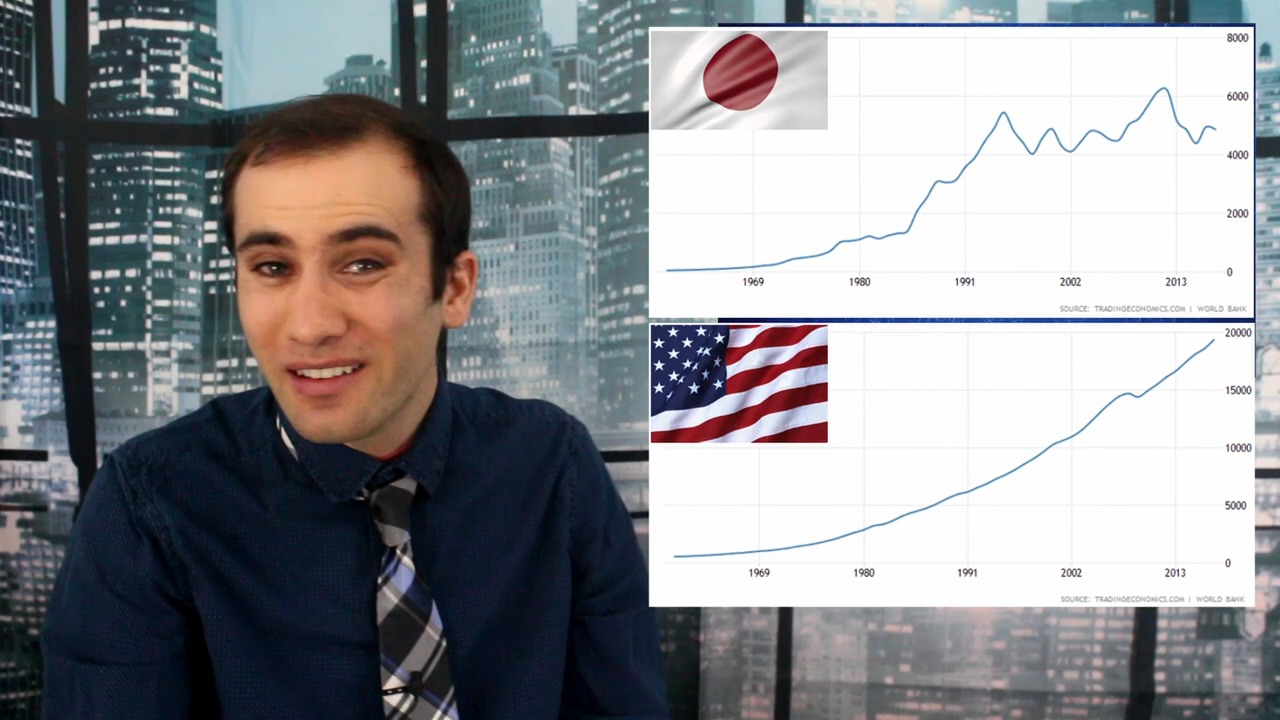 8000
6000
4000
2000
0
1969 1980 1991 2002 2013
SOURCE: TRADINGECONOMICS.COM | WORLD BANK
20000
15000
10000
5000
0
1969 1980 1991 2002 2013
SOURCE: TRADINGECONOMICS.COM | WORLD BANK